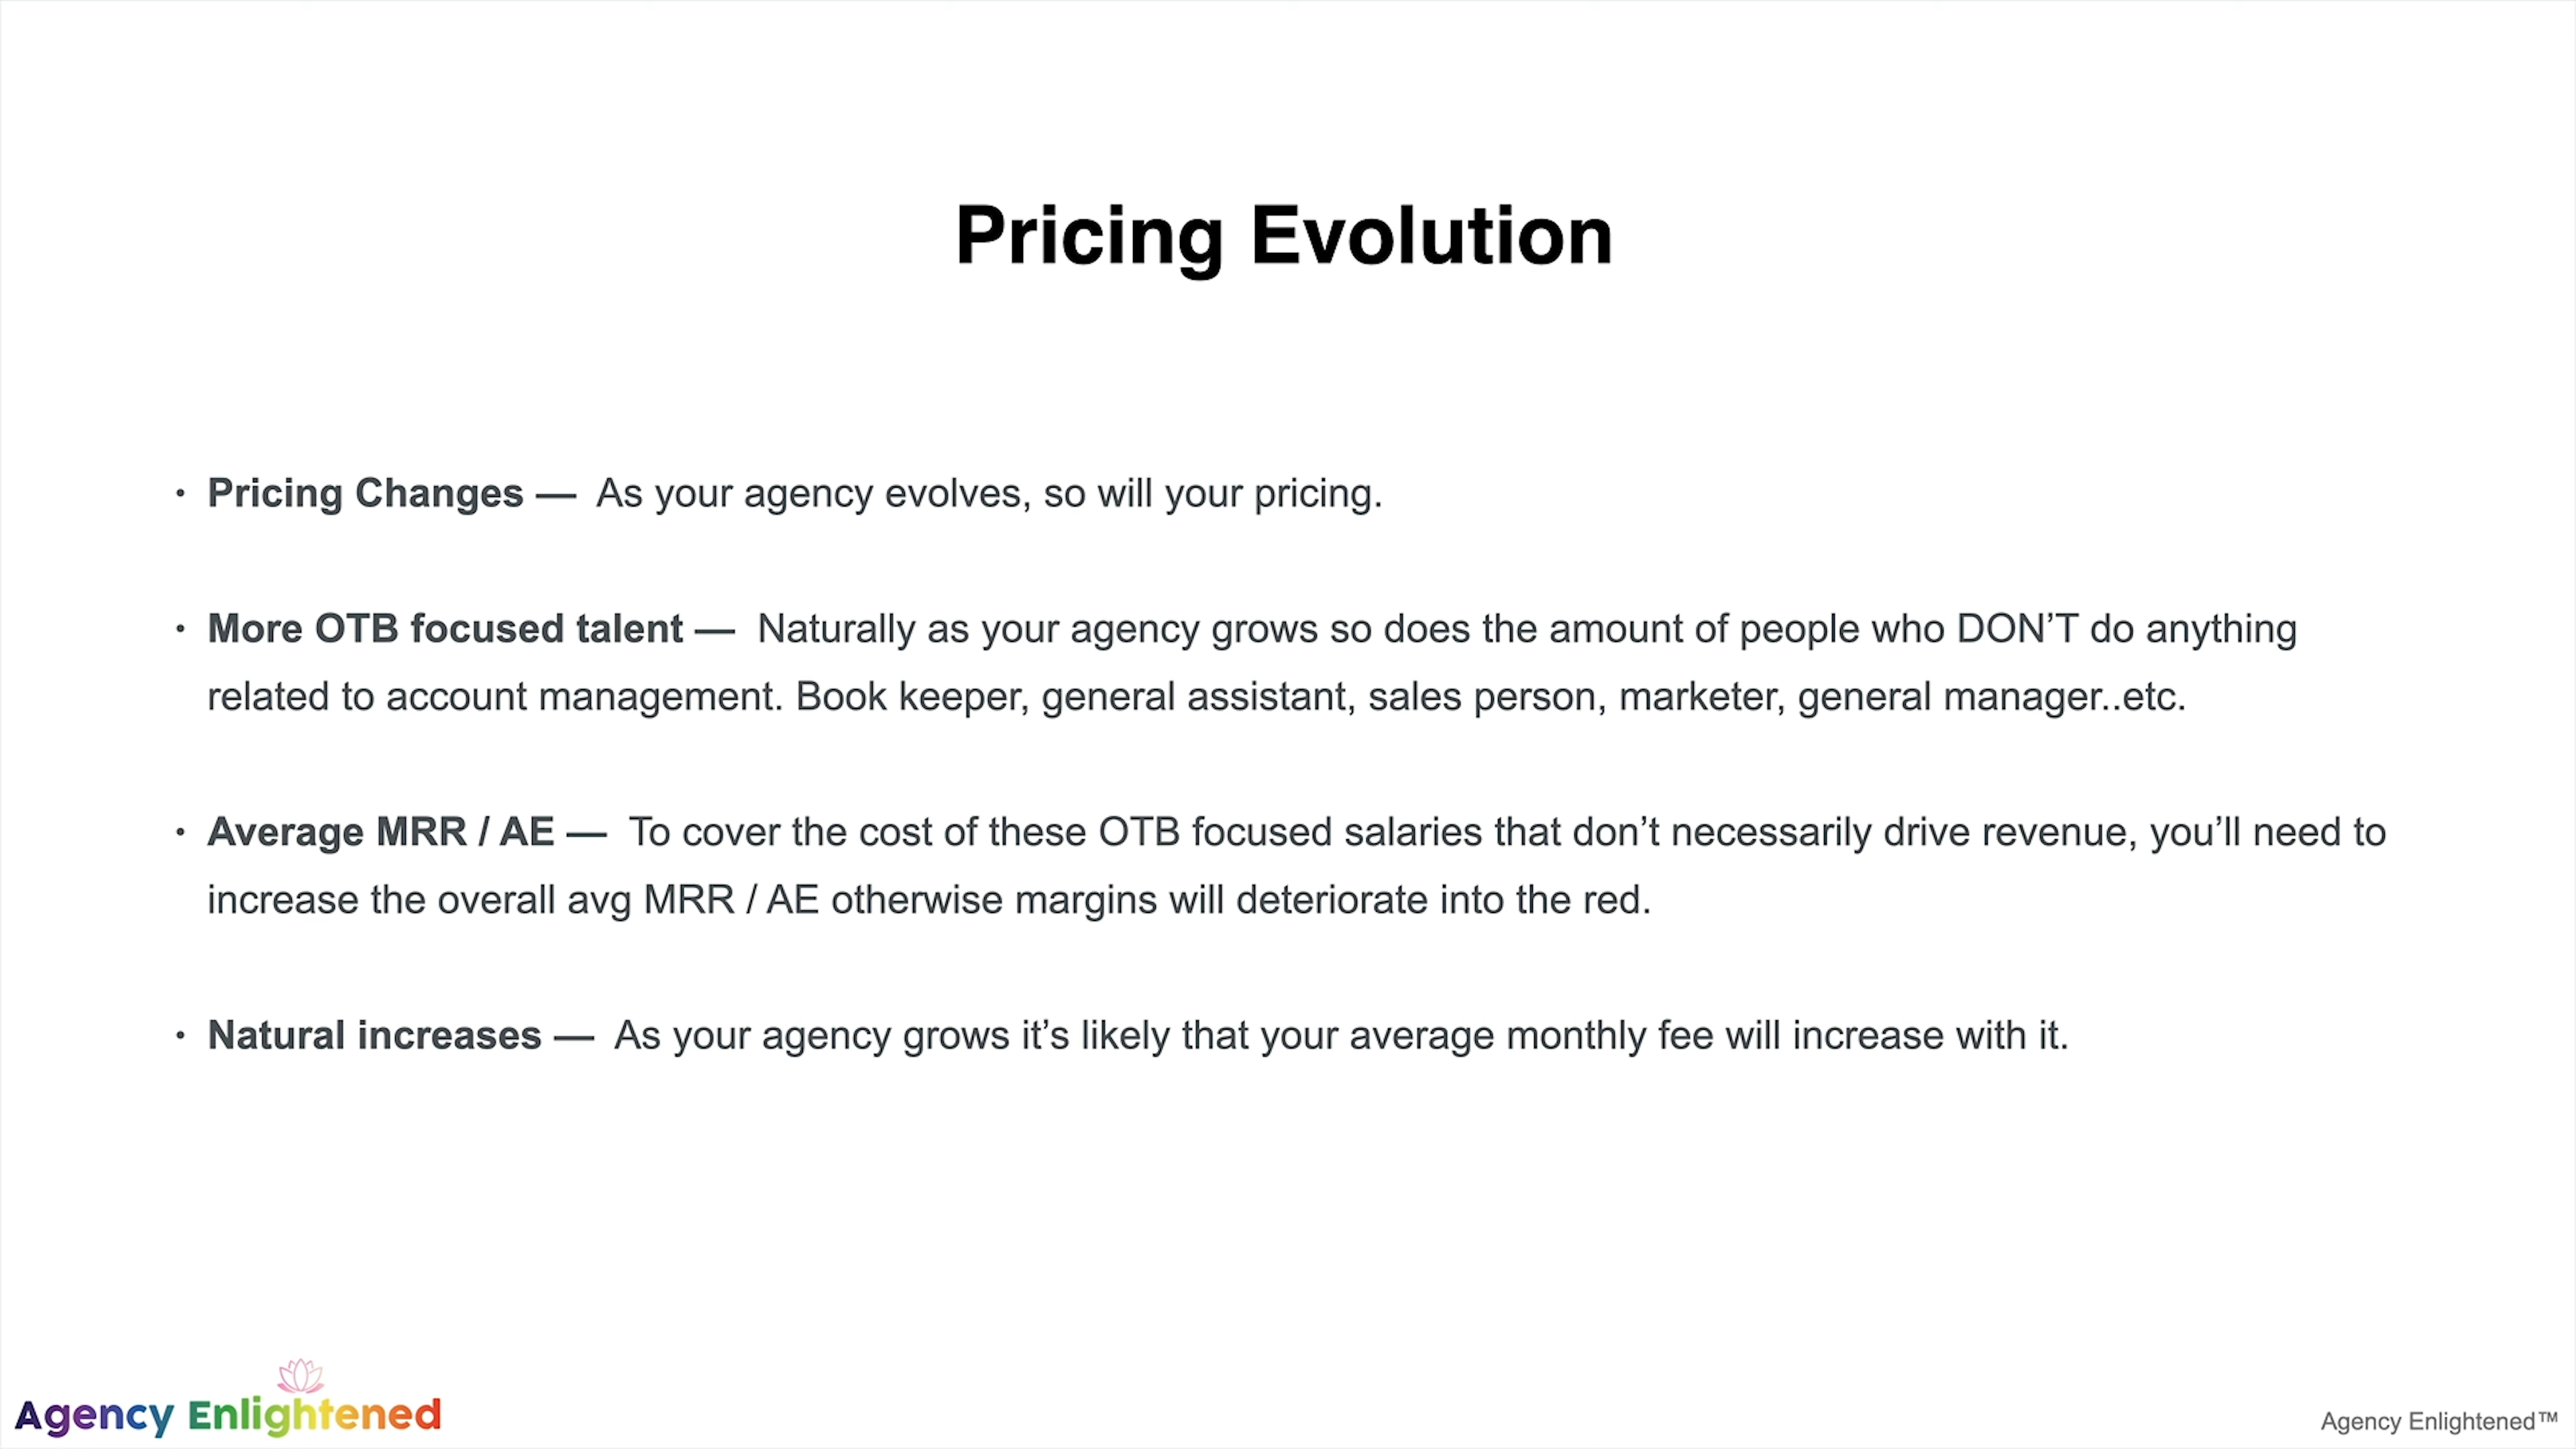 Pricing Evolution
• Pricing Changes — As your agency evolves, so will your pricing.
• More OTB focused talent — Naturally as your agency grows so does the amount of people who DON’T do anything
related to account management. Book keeper, general assistant, sales person, marketer, general manager..etc.
• Average MRR / AE — To cover the cost of these OTB focused salaries that don’t necessarily drive revenue, you’ll need to
increase the overall avg MRR / AE otherwise margins will deteriorate into the red.
• Natural increases — As your agency grows it’s likely that your average monthly fee will increase with it.
Agency Enlightened
Agency Enlightened™